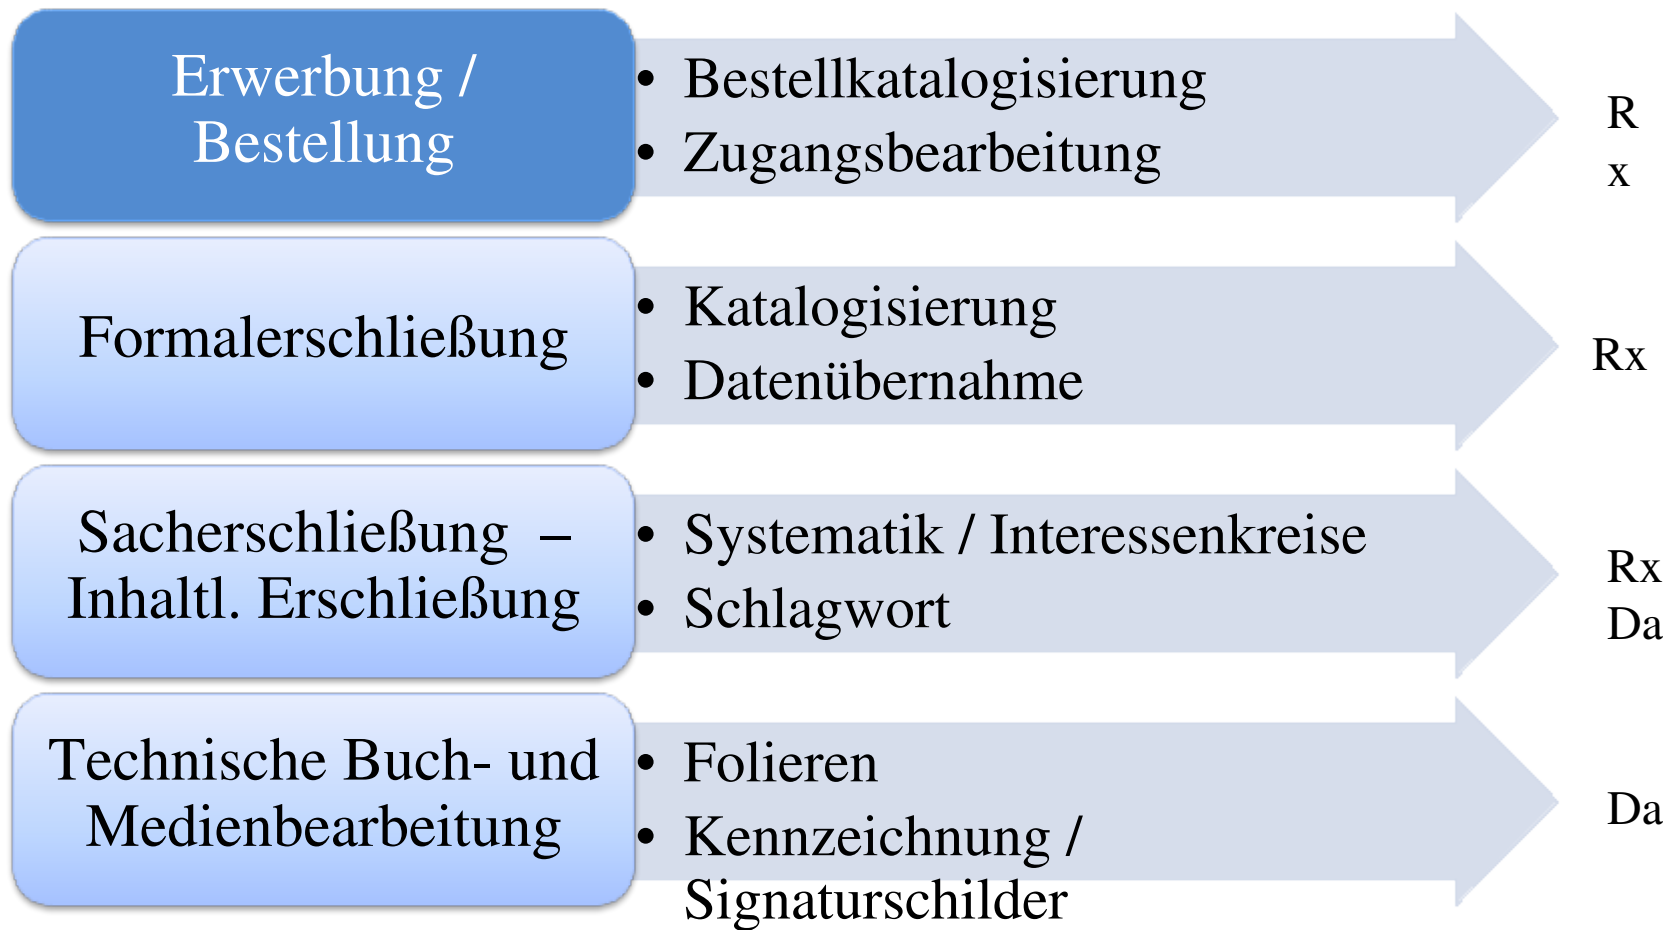 Erwerbung /
Bestellung
• Bestellkatalogisierung
• Zugangsbearbeitung
R
x
Formalerschließung
• Katalogisierung
• Datenübernahme
Rx
Sacherschließung –
Inhaltl. Erschließung
• Systematik / Interessenkreise
• Schlagwort
Rx
Da
Technische Buch- und
Medienbearbeitung
• Folieren
• Kennzeichnung /
Signaturschilder
Da